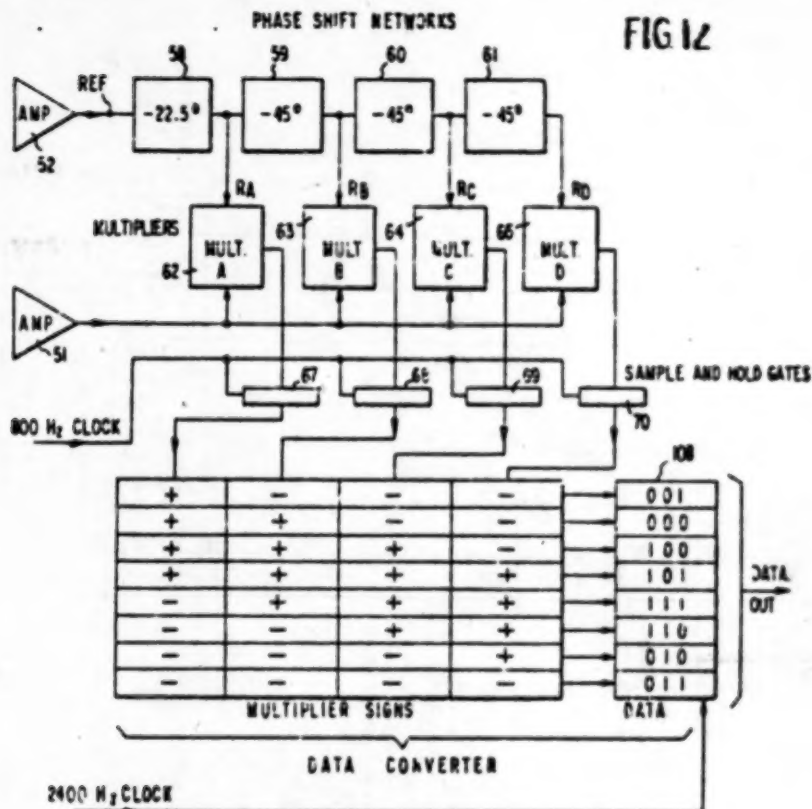 PHASE SHIFT NETWORKS
FIG.12
58 59 60 61
AMP
REF
-22.5° -45° -45° -45°
52
RA RB RC RD
MULTIPLIERS
62 63 64 65
MULT. A
MULT B
MULT. C
MULT. D
AMP
51
67 68 69
SAMPLE AND HOLD GATES
70
800 Hz CLOCK
108
+ - - - 001
+ + - - 000
+ + + - 100
+ + + + 101
- + + + 111
- - + + 110
- - - + 010
- - - - 011
DATA OUT
MULTIPLIER SIGNS
DATA
DATA CONVERTER
2400 Hz CLOCK